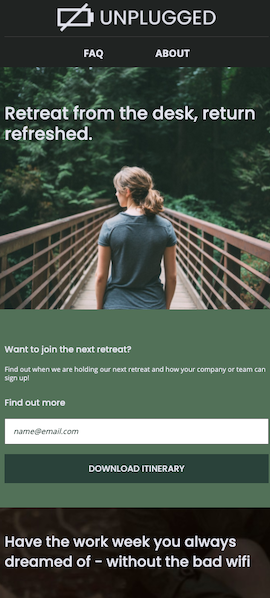 UNPLUGGED
FAQ ABOUT
Retreat from the desk, return
refreshed.
Want to join the next retreat?
Find out when we are holding our next retreat and how your company or team can
sign up!
Find out more
name@email.com
DOWNLOAD ITINERARY
Have the work week you always
dreamed of - without the bad wifi